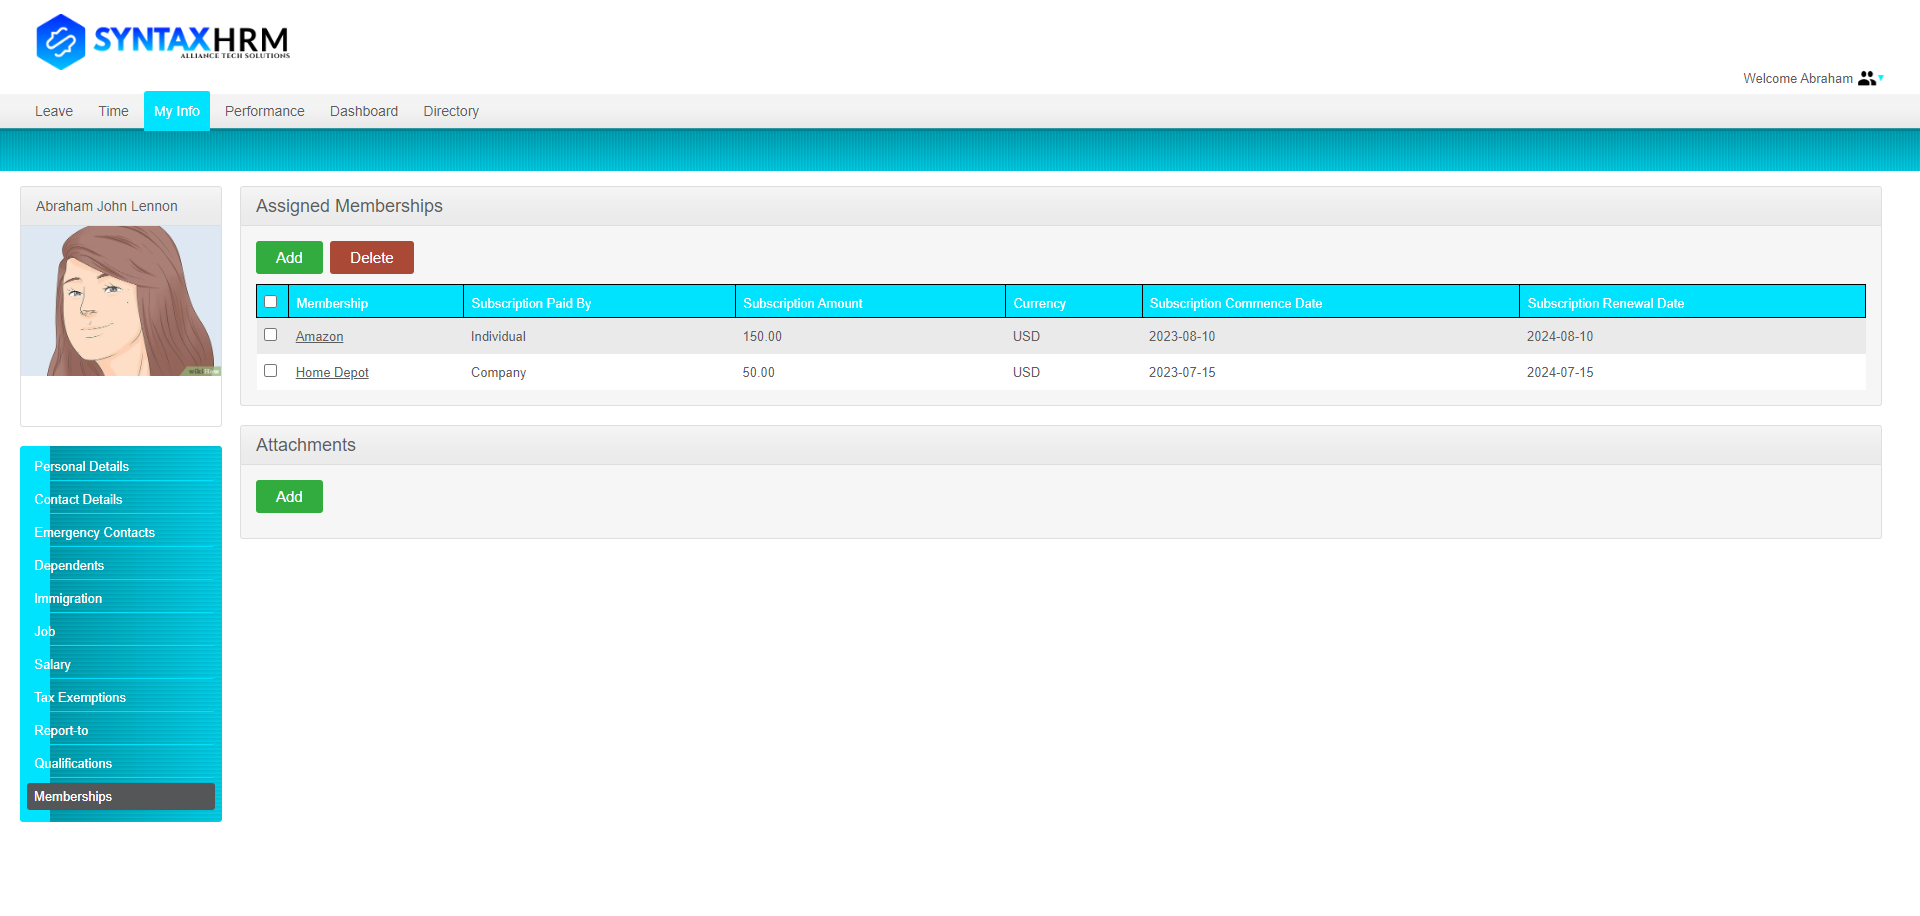 SYNTAXHRM
ALLIANCE TECH SOLUTIONS
Welcome Abraham
Leave Time My Info Performance Dashboard Directory
Abraham John Lennon
wikiHow
Personal Details
Contact Details
Emergency Contacts
Dependents
Immigration
Job
Salary
Tax Exemptions
Report-to
Qualifications
Memberships
Assigned Memberships
Add Delete
Membership Subscription Paid By Subscription Amount Currency Subscription Commence Date Subscription Renewal Date
Amazon Individual 150.00 USD 2023-08-10 2024-08-10
Home Depot Company 50.00 USD 2023-07-15 2024-07-15
Attachments
Add